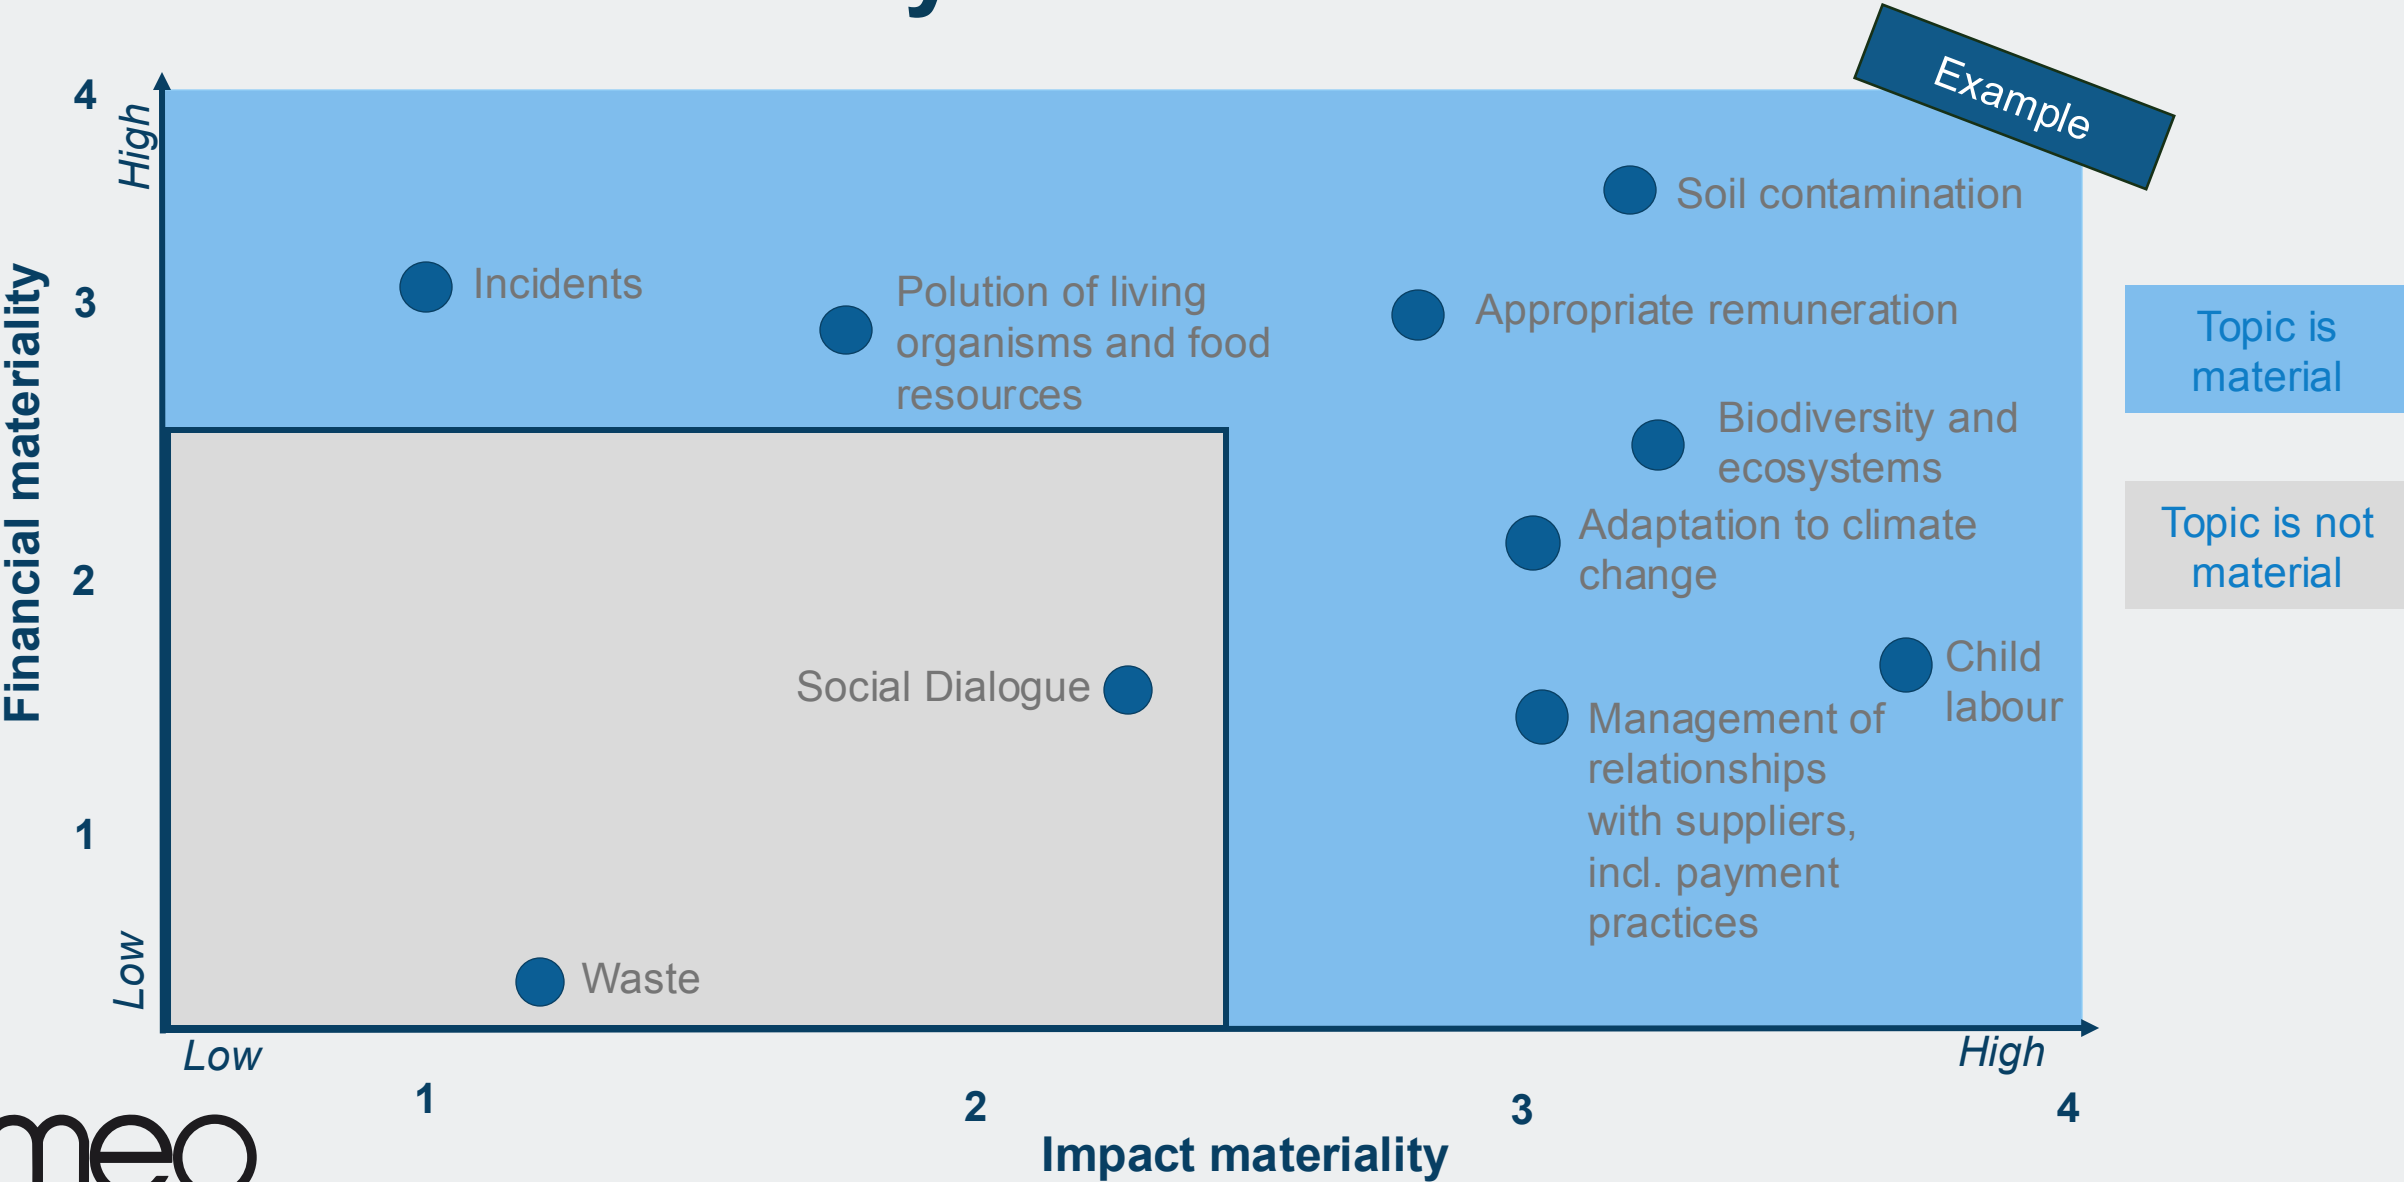 Example
4
High
Soil contamination
Incidents
3
Polution of living
organisms and food
resources
Appropriate remuneration
Topic is
material
Biodiversity and
ecosystems
Financial materiality
Topic is not
material
Adaptation to climate
change
2
Social Dialogue
Child
labour
Management of
relationships
with suppliers,
incl. payment
practices
1
Low
Waste
Low
High
1
2
3
4
Impact materiality
meo